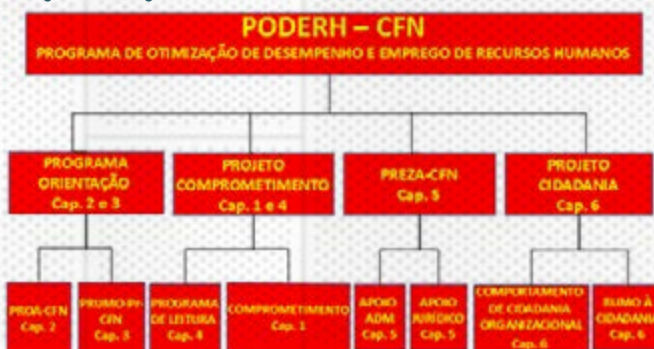 PODERH – CFN
PROGRAMA DE OTIMIZAÇÃO DE DESEMPENHO E EMPREGO DE RECURSOS HUMANOS
PROGRAMA
ORIENTAÇÃO
Cap. 2 e 3
PROJETO
COMPROMETIMENTO
Cap. 1 e 4
PREZA-CFN
Cap. 5
PROJETO
CIDADANIA
Cap. 6
PROA-CFN
Cap. 2
PRUMO-PF-
CFN
Cap. 3
PROGRAMA
DE LEITURA
Cap. 4
COMPROMETIMENTO
Cap. 1
APOIO
ADM
Cap. 5
APOIO
JURÍDICO
Cap. 5
COMPORTAMENTO
DE CIDADANIA
ORGANIZACIONAL
Cap. 6
RUMO À
CIDADANIA
Cap. 6